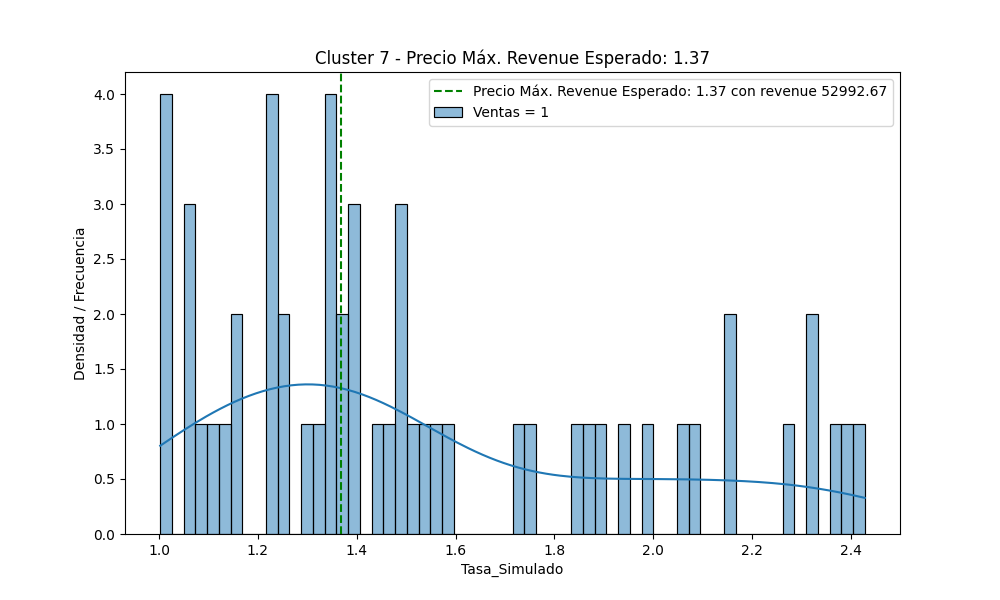 Cluster 7 - Precio Máx. Revenue Esperado: 1.37
Precio Máx. Revenue Esperado: 1.37 con revenue 52992.67
Ventas = 1
4.0
3.5
3.0
2.5
2.0
1.5
1.0
0.5
0.0
Densidad / Frecuencia
1.0 1.2 1.4 1.6 1.8 2.0 2.2 2.4
Tasa_Simulado